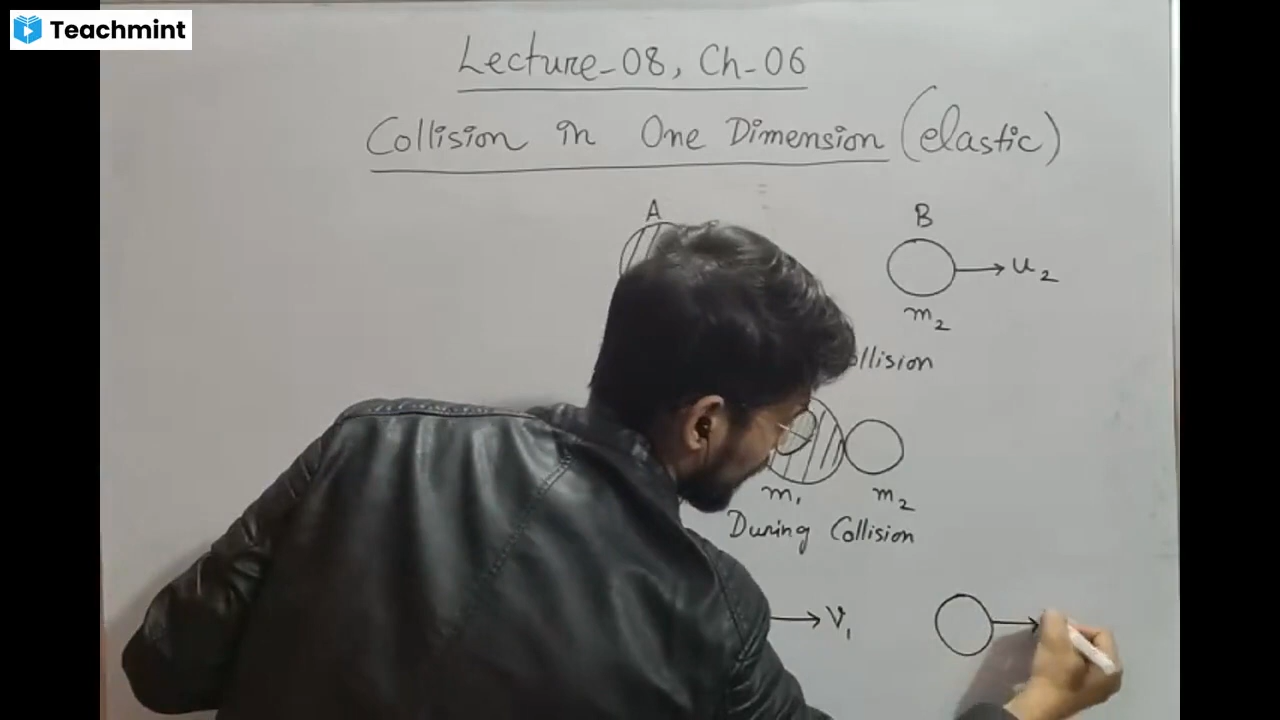 Teachmint
Lecture-08, Ch-06
Collision in One Dimension (elastic)
A
B
u₂
m₂
m₁ m₂
During Collision
V₁